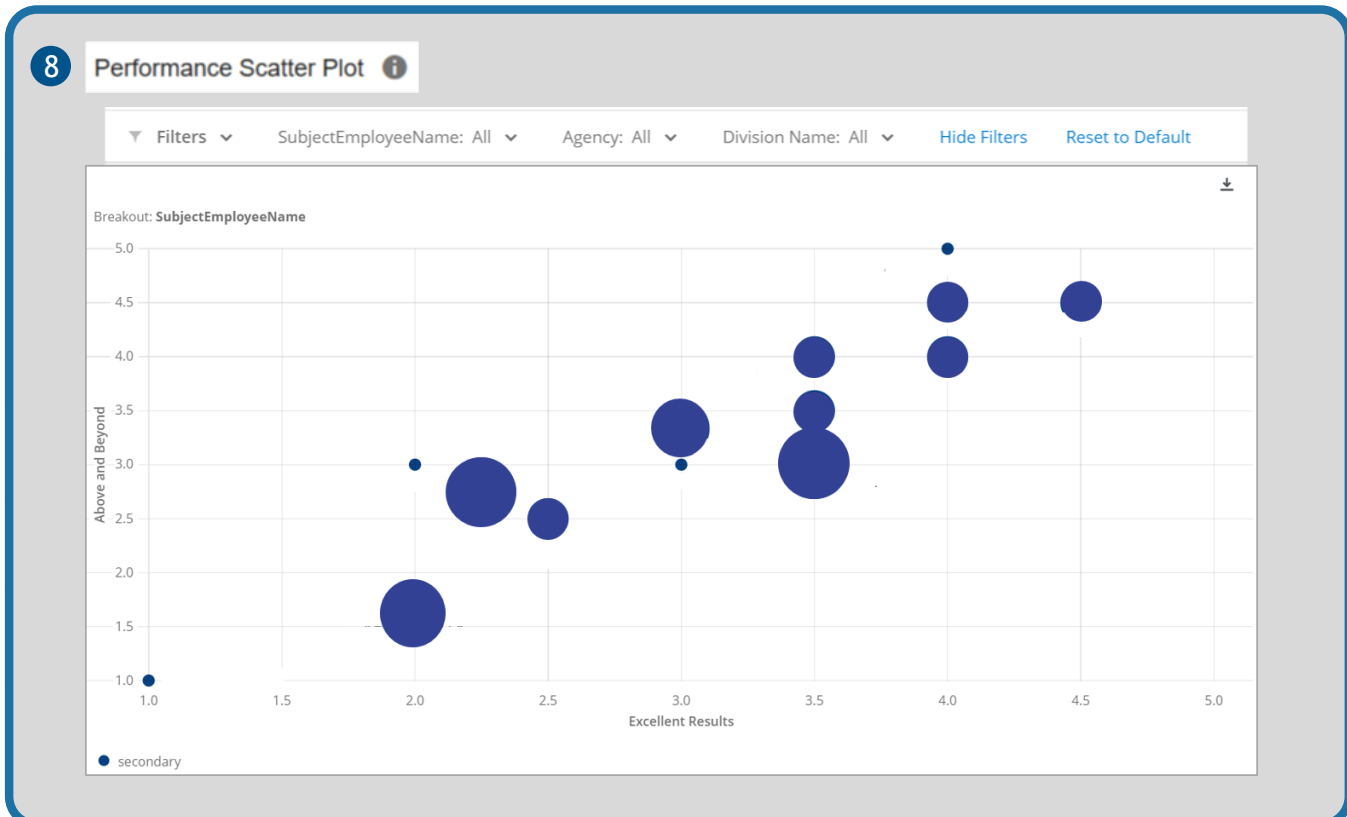 8
Performance Scatter Plot i
Filters SubjectEmployeeName: All Agency: All Division Name: All Hide Filters Reset to Default
Breakout: SubjectEmployeeName
5.0
4.5
4.0
3.5
3.0
2.5
2.0
1.5
1.0
Above and Beyond
1.0 1.5 2.0 2.5 3.0 3.5 4.0 4.5 5.0
Excellent Results
secondary